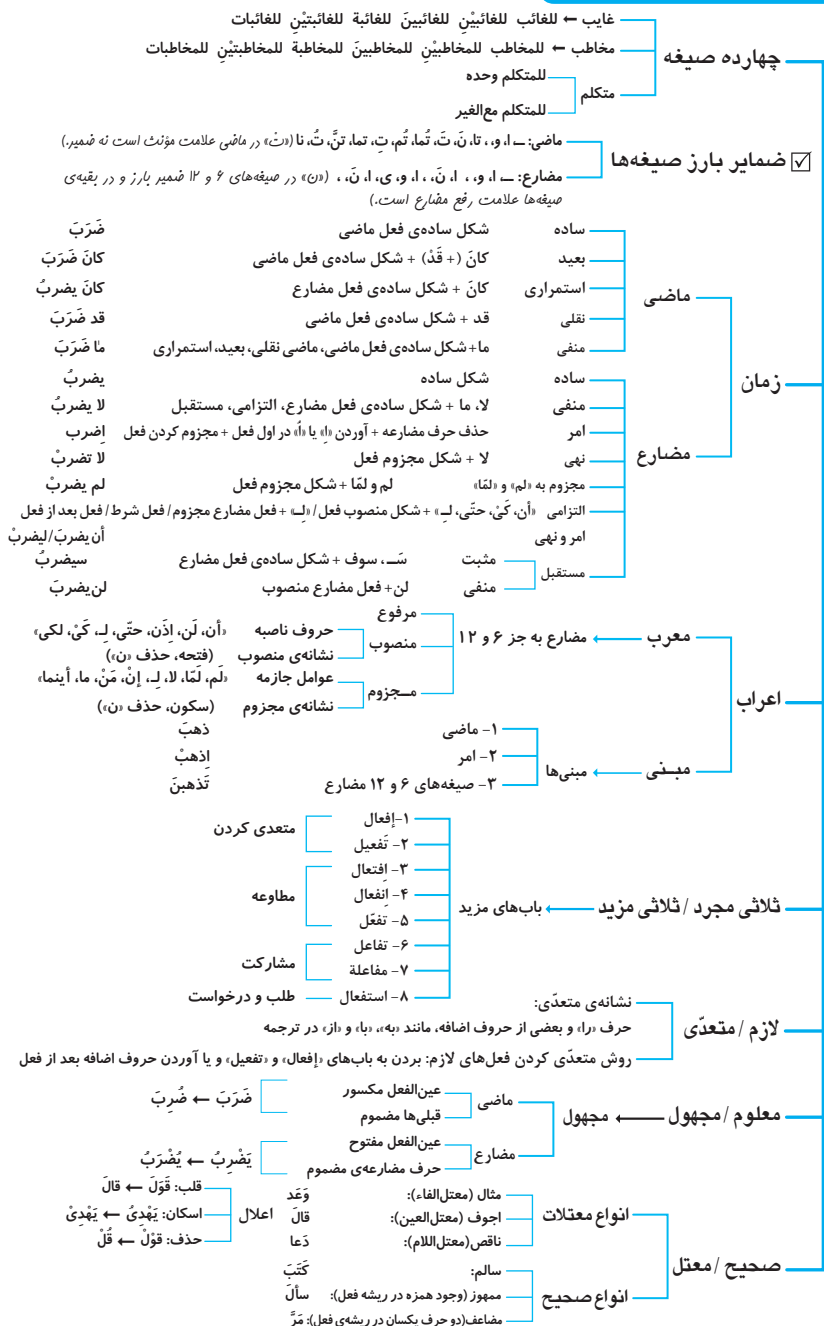 غایب ← للغائب للغائبیْنِ للغائبینَ للغائبة للغائبتیْنِ للغائبات
چهارده صیغه
مخاطب ← للمخاطب للمخاطبیْنِ للمخاطبینَ للمخاطبة للمخاطبتیْنِ للمخاطبات
متکلم
للمتکلم وحده
للمتکلم مع‌الغیر
☑ ضمایر بارز صیغه‌ها
ماضی: ـ ا، و، ، تا، نَ، تَ، تُما، تُم، تِ، تما، تنَّ، تُ، نا («تْ» در ماضی علامت مؤنث است نه ضمیر.)
مضارع: ـ ا، و، ، ا، نَ، ، ا، و، ی، ا، نَ، ، («ن» در صیغه‌های ۶ و ۱۲ ضمیر بارز و در بقیه‌ی
صیغه‌ها علامت رفع مضارع است.)
زمان
ماضی
ساده شکل ساده‌ی فعل ماضی ضَرَبَ
بعید کانَ (+ قَدْ) + شکل ساده‌ی فعل ماضی کانَ ضَرَبَ
استمراری کانَ + شکل ساده‌ی فعل مضارع کانَ یضربُ
نقلی قد + شکل ساده‌ی فعل ماضی قد ضَرَبَ
منفی ما+شکل ساده‌ی فعل ماضی، ماضی نقلی، بعید، استمراری ما ضَرَبَ
مضارع
ساده شکل ساده یضربُ
منفی لا، ما + شکل ساده‌ی فعل مضارع، التزامی، مستقبل لا یضربُ
امر حذف حرف مضارعه + آوردن «اِ» یا «اُ» در اول فعل + مجزوم کردن فعل اِضرب
نهی لا + شکل مجزوم فعل لا تضربْ
مجزوم به «لم» و «لمّا» لم و لمّا + شکل مجزوم فعل لم یضربْ
التزامی «أن، کَیْ، حتّی، لِـ» + شکل منصوب فعل/ «لِـ» + فعل مضارع مجزوم/ فعل شرط/ فعل بعد از فعل
امر و نهی أن یضربَ/لیضربْ
مستقبل
مثبت سَـ، سوف + شکل ساده‌ی فعل مضارع سیضربُ
منفی لن+ فعل مضارع منصوب لن‌یضربَ
اعراب
معرب ← مضارع به جز ۶ و ۱۲
مرفوع
منصوب
حروف ناصبه «أن، لَن، إذَن، حتّی، لِـ، کَیْ، لکی»
نشانه‌ی منصوب (فتحه، حذف «ن»)
مـجزوم
عوامل جازمه «لَم، لَمّا، لا، لِـ، إنْ، مَنْ، ما، أینما»
نشانه‌ی مجزوم (سکون، حذف «ن»)
مبـنی ← مبنی‌ها
۱- ماضی ذهبَ
۲- امر اِذهبْ
۳- صیغه‌های ۶ و ۱۲ مضارع تَذهبنَ
ثلاثی مجرد / ثلاثی مزید ← باب‌های مزید
۱-إفعال
۲- تَفعیل
متعدی کردن
۳- اِفتعال
۴- اِنفعال
۵- تَفعّل
مطاوعه
۶- تفاعل
۷- مفاعلة
مشارکت
۸- استفعال طلب و درخواست
لازم / متعدّی
نشانه‌ی متعدّی:
حرف «را» و بعضی از حروف اضافه، مانند «به»، «با» و «از» در ترجمه
روش متعدّی کردن فعل‌های لازم: بردن به باب‌های «إفعال» و «تفعیل» و یا آوردن حروف اضافه بعد از فعل
معلوم / مجهول ← مجهول
ماضی
عین‌الفعل مکسور
قبلی‌ها مضموم
ضَرَبَ ← ضُرِبَ
مضارع
عین‌الفعل مفتوح
حرف مضارعه‌ی مضموم
یَضْرِبُ ← یُضْرَبُ
صحیح / معتل
انواع معتلات
مثال (معتل‌الفاء): وَعَد
اجوف (معتل‌العین): قالَ
ناقص(معتل‌اللام): دَعا
اعلال
قلب: قَوَلَ ← قالَ
اسکان: یَهْدِیُ ← یَهْدِیْ
حذف: قوْلْ ← قُلْ
انواع صحیح
سالم: کَتَبَ
مهموز (وجود همزه در ریشه فعل): سألَ
مضاعف(دو حرف یکسان در ریشه‌ی فعل): مَرَّ